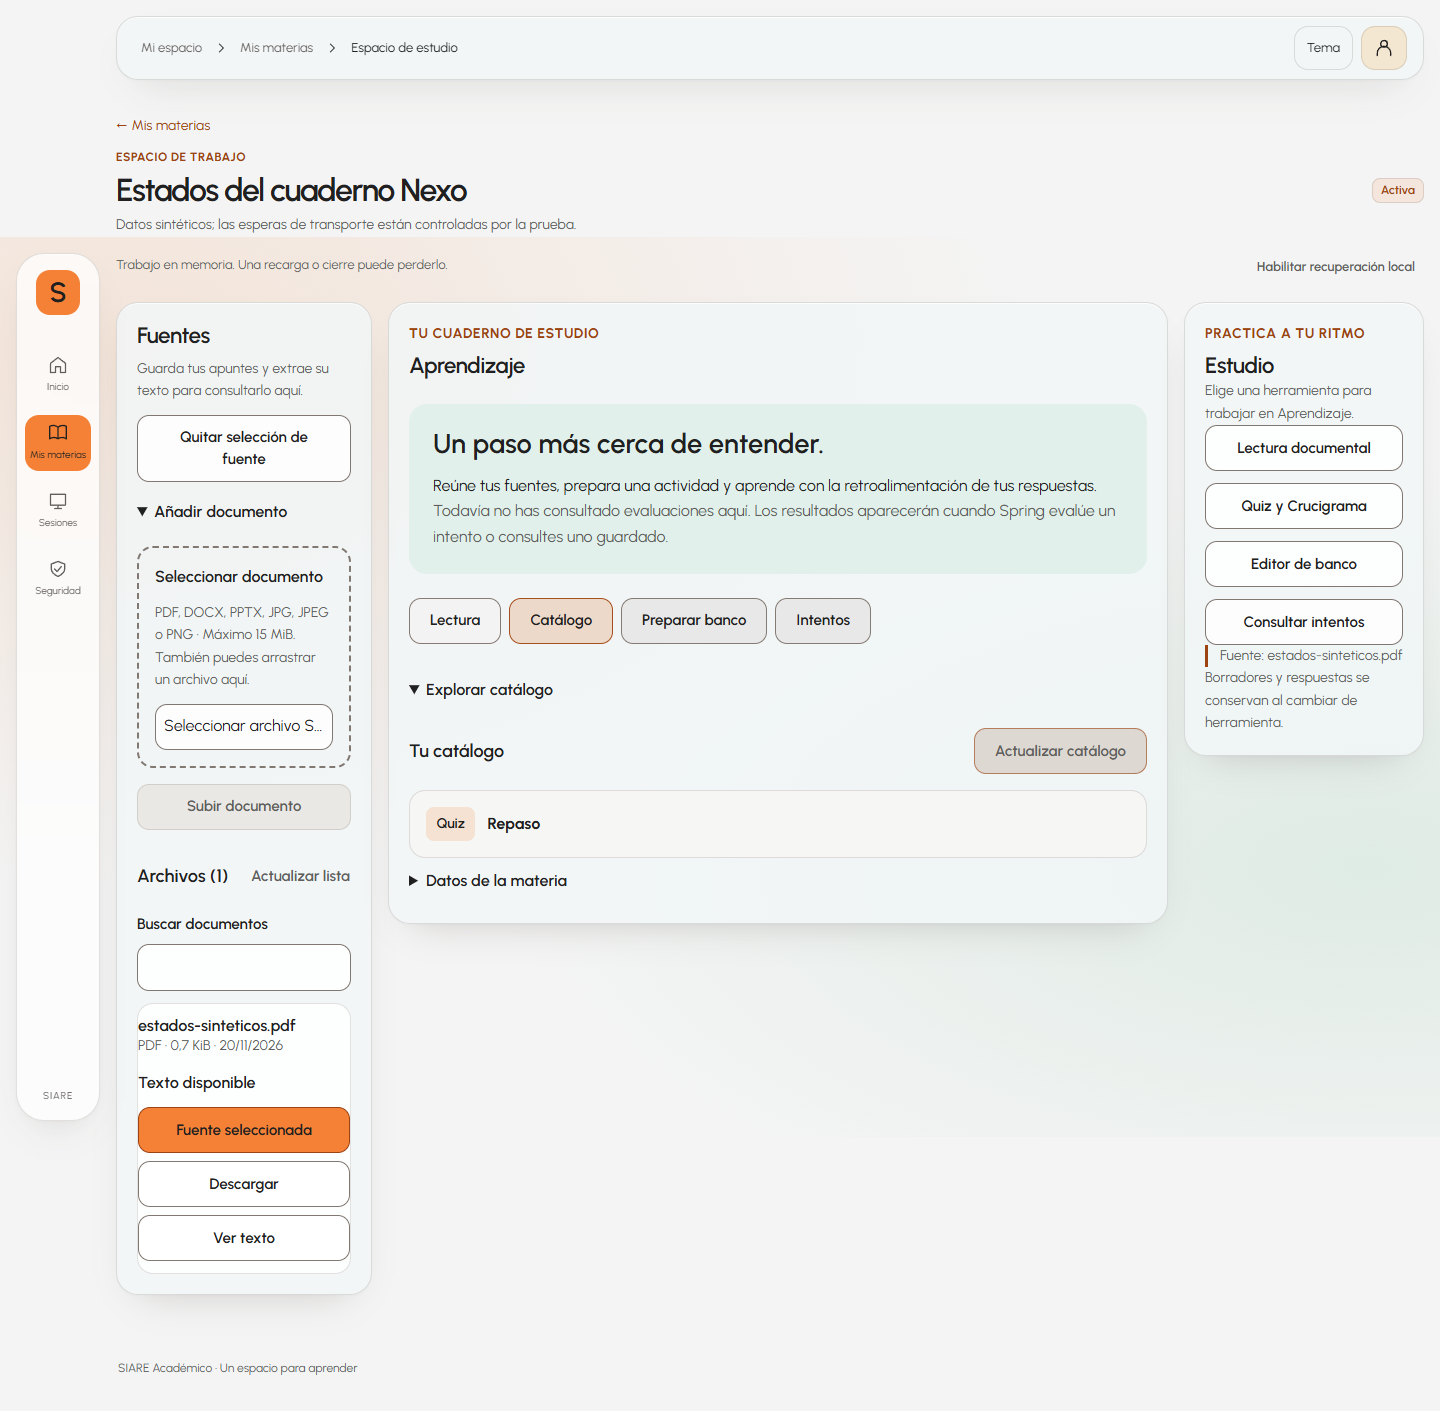 Mi espacio
Mis materias
Espacio de estudio
Tema
← Mis materias
ESPACIO DE TRABAJO
Estados del cuaderno Nexo
Activa
Datos sintéticos; las esperas de transporte están controladas por la prueba.
Trabajo en memoria. Una recarga o cierre puede perderlo.
Habilitar recuperación local
S
Inicio
Mis materias
Sesiones
Seguridad
SIARE
Fuentes
Guarda tus apuntes y extrae su
texto para consultarlo aquí.
Quitar selección de
fuente
Añadir documento
Seleccionar documento
PDF, DOCX, PPTX, JPG, JPEG
o PNG · Máximo 15 MiB.
También puedes arrastrar
un archivo aquí.
Seleccionar archivo S...
Subir documento
Archivos (1)
Actualizar lista
Buscar documentos
estados-sinteticos.pdf
PDF · 0,7 KiB · 20/11/2026
Texto disponible
Fuente seleccionada
Descargar
Ver texto
TU CUADERNO DE ESTUDIO
Aprendizaje
Un paso más cerca de entender.
Reúne tus fuentes, prepara una actividad y aprende con la retroalimentación de tus respuestas.
Todavía no has consultado evaluaciones aquí. Los resultados aparecerán cuando Spring evalúe un
intento o consultes uno guardado.
Lectura
Catálogo
Preparar banco
Intentos
Explorar catálogo
Tu catálogo
Actualizar catálogo
Quiz
Repaso
Datos de la materia
PRACTICA A TU RITMO
Estudio
Elige una herramienta para
trabajar en Aprendizaje.
Lectura documental
Quiz y Crucigrama
Editor de banco
Consultar intentos
Fuente: estados-sinteticos.pdf
Borradores y respuestas se
conservan al cambiar de
herramienta.
SIARE Académico · Un espacio para aprender